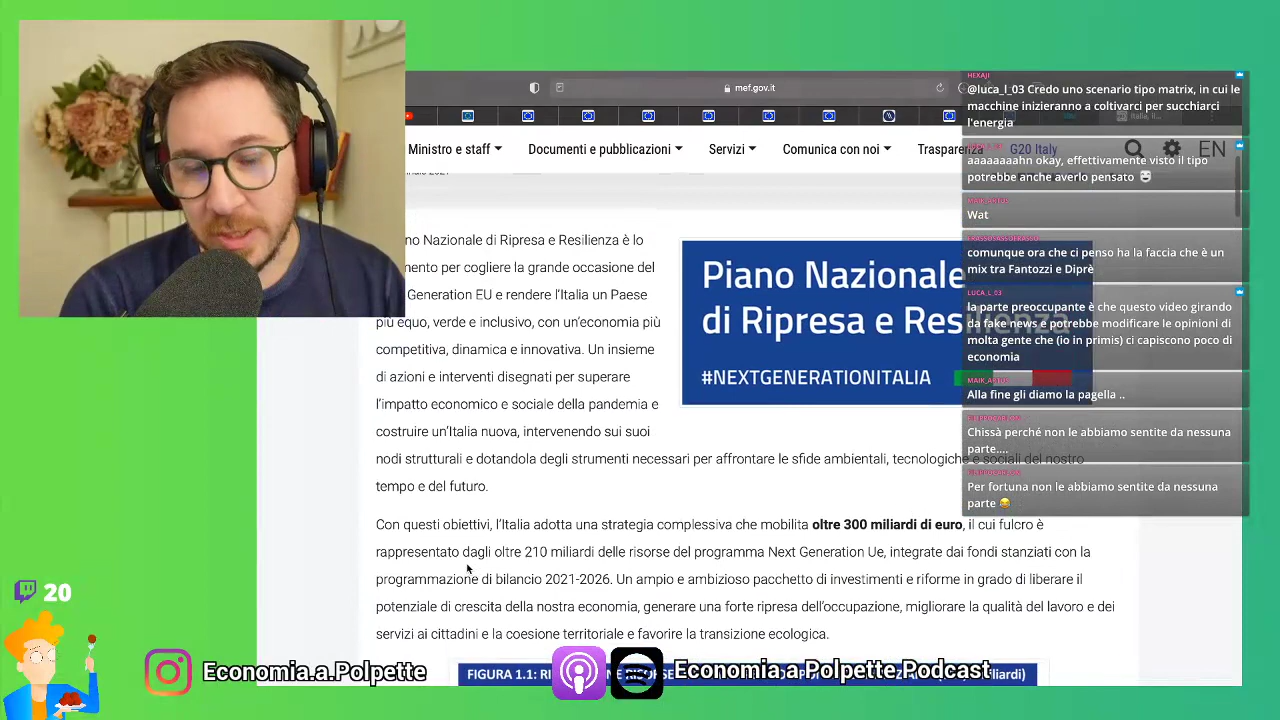 mef.gov.it
Ministro e staff
Documenti e pubblicazioni
Servizi
Comunica con noi
Trasparenza
G20 Italy
EN
2021
no Nazionale di Ripresa e Resilienza è lo
mento per cogliere la grande occasione del
Generation EU e rendere l'Italia un Paese
più equo, verde e inclusivo, con un'economia più
competitiva, dinamica e innovativa. Un insieme
di azioni e interventi disegnati per superare
l'impatto economico e sociale della pandemia e
costruire un'Italia nuova, intervenendo sui suoi
nodi strutturali e dotandola degli strumenti necessari per affrontare le sfide ambientali, tecnologiche e sociali del nostro
tempo e del futuro.
Piano Nazionale
di Ripresa e Resilienza
#NEXTGENERATIONITALIA
Con questi obiettivi, l'Italia adotta una strategia complessiva che mobilita oltre 300 miliardi di euro, il cui fulcro è
rappresentato dagli oltre 210 miliardi delle risorse del programma Next Generation Ue, integrate dai fondi stanziati con la
programmazione di bilancio 2021-2026. Un ampio e ambizioso pacchetto di investimenti e riforme in grado di liberare il
potenziale di crescita della nostra economia, generare una forte ripresa dell'occupazione, migliorare la qualità del lavoro e dei
servizi ai cittadini e la coesione territoriale e favorire la transizione ecologica.
FIGURA 1.1:
HEXAJI
@luca_l_03 Credo uno scenario tipo matrix, in cui le
macchine inizieranno a coltivarci per succhiarci
l'energia
aaaaaaaahn okay, effettivamente visto il tipo
potrebbe anche averlo pensato
Wat
comunque ora che ci penso ha la faccia che è un
mix tra Fantozzi e Diprè
LUCA_L_03
la parte preoccupante è che questo video girando
da fake news e potrebbe modificare le opinioni di
molta gente che (io in primis) ci capiscono poco di
economia
Alla fine gli diamo la pagella ..
Chissà perché non le abbiamo sentite da nessuna
parte....
Per fortuna non le abbiamo sentite da nessuna
parte 😂
20
Economia.a.Polpette
Economia.a.Polpette.Podcast